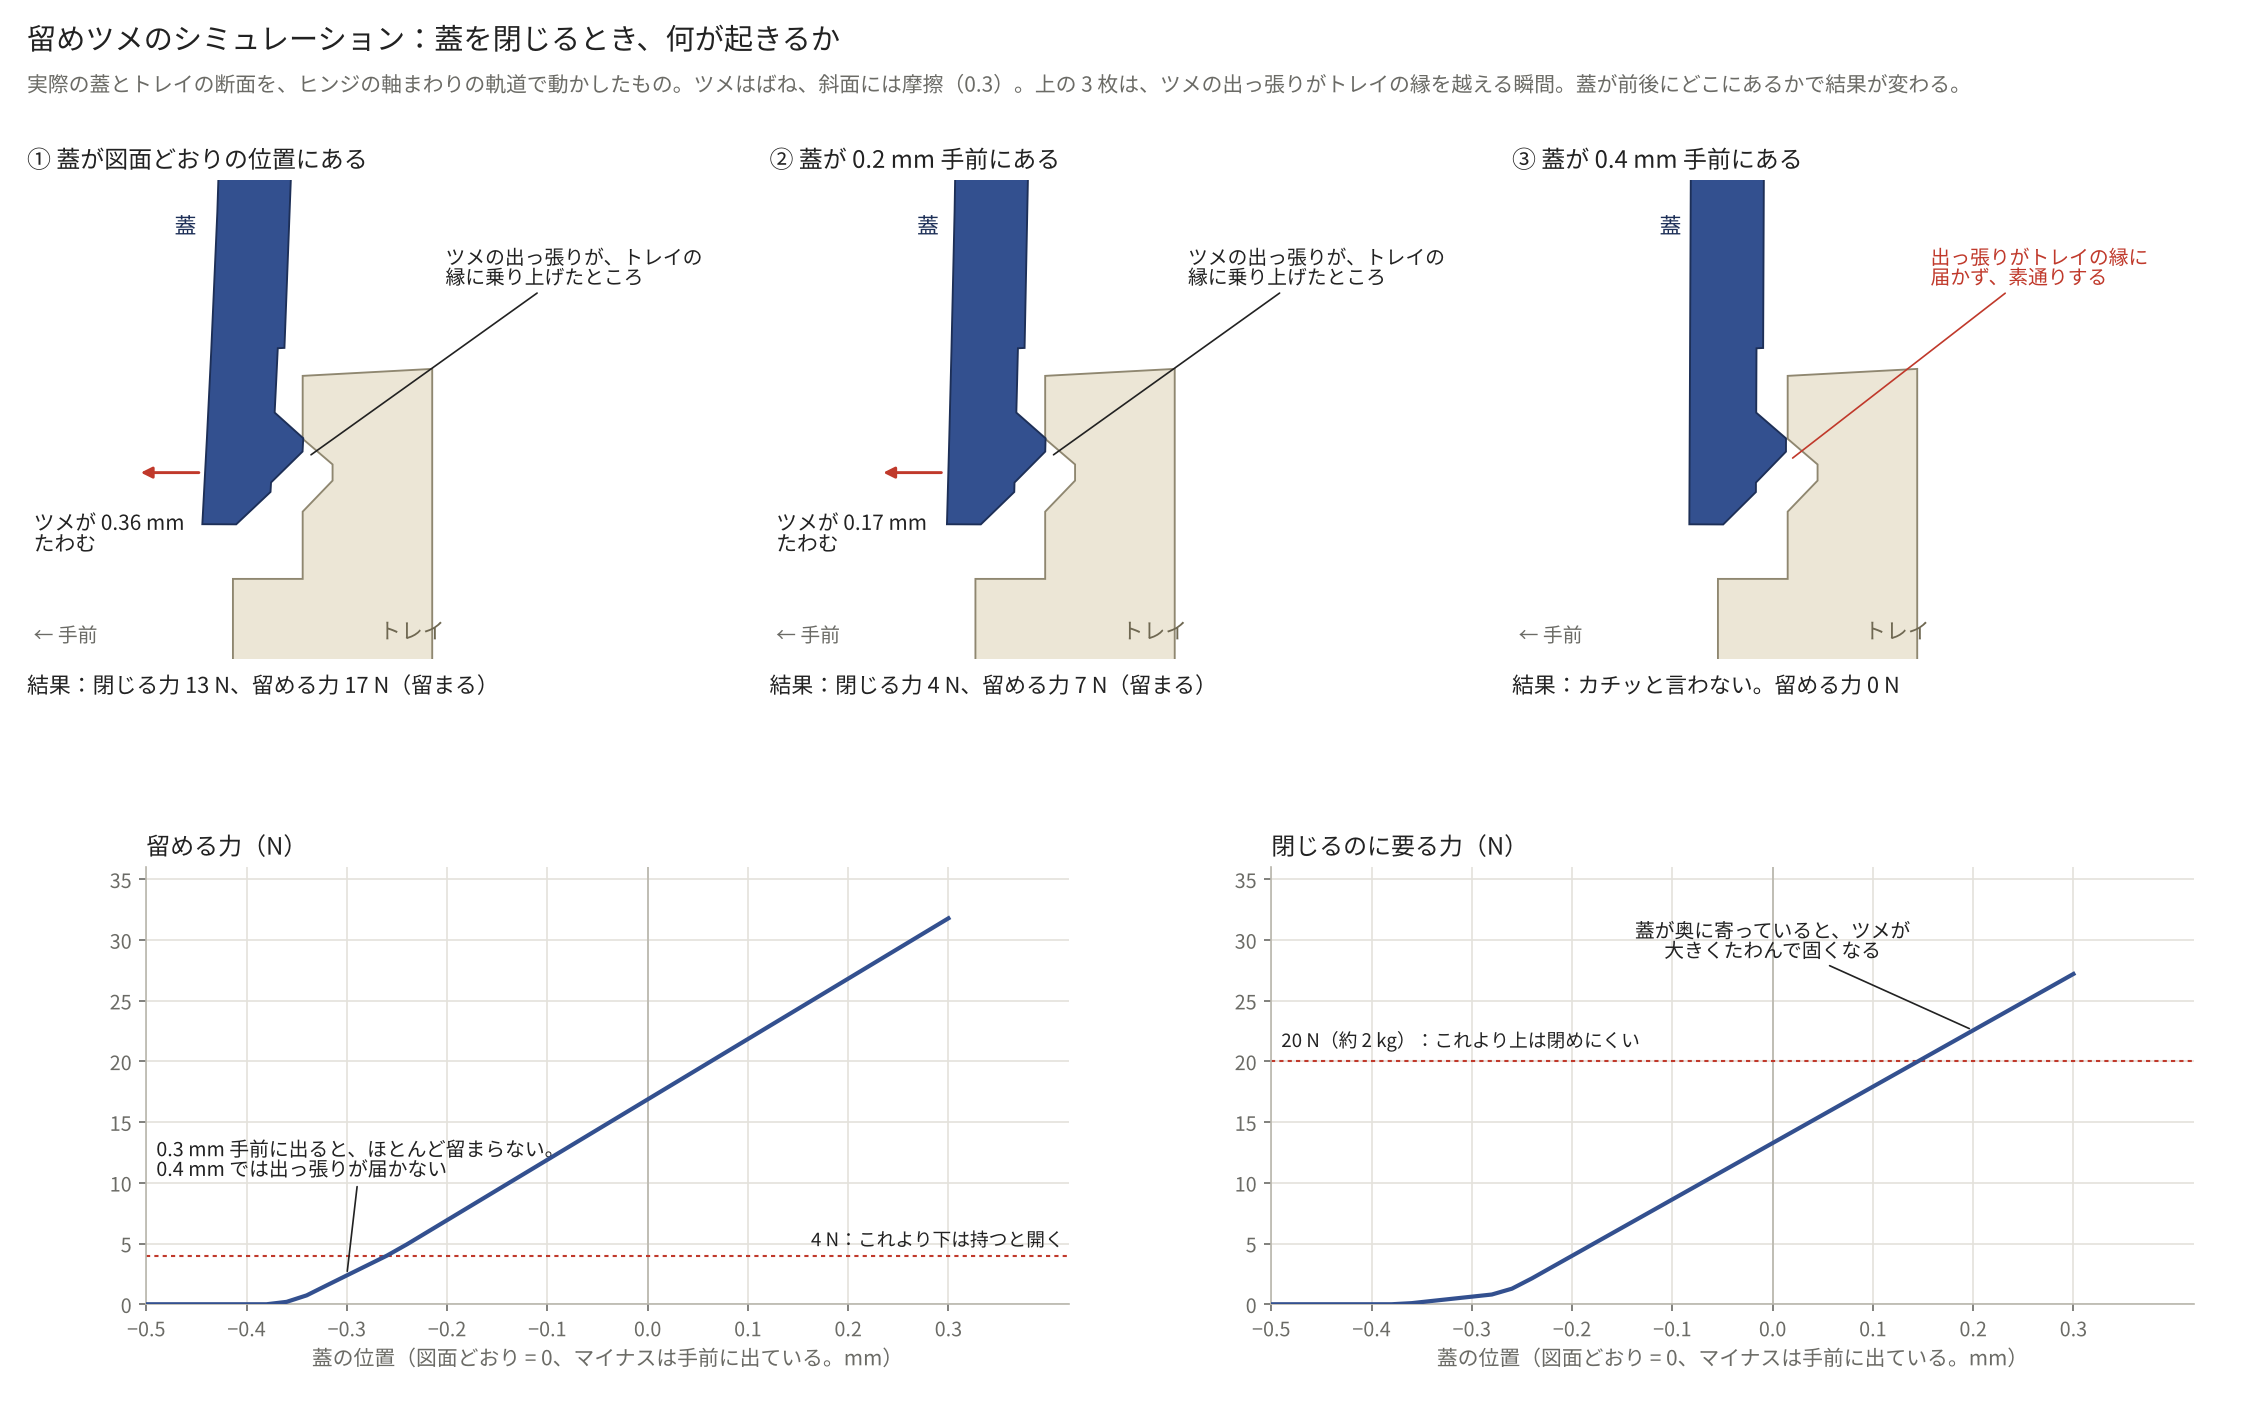 留めツメのシミュレーション：蓋を閉じるとき、何が起きるか
実際の蓋とトレイの断面を、ヒンジの軸まわりの軌道で動かしたもの。ツメはばね、斜面には摩擦（0.3）。上の 3 枚は、ツメの出っ張りがトレイの縁を越える瞬間。蓋が前後にどこにあるかで結果が変わる。
① 蓋が図面どおりの位置にある
蓋
ツメの出っ張りが、トレイの
縁に乗り上げたところ
ツメが 0.36 mm
たわむ
← 手前
トレイ
結果：閉じる力 13 N、留める力 17 N（留まる）
② 蓋が 0.2 mm 手前にある
蓋
ツメの出っ張りが、トレイの
縁に乗り上げたところ
ツメが 0.17 mm
たわむ
← 手前
トレイ
結果：閉じる力 4 N、留める力 7 N（留まる）
③ 蓋が 0.4 mm 手前にある
蓋
出っ張りがトレイの縁に
届かず、素通りする
← 手前
トレイ
結果：カチッと言わない。留める力 0 N
留める力（N）
35
30
25
20
15
10
5
0
0.3 mm 手前に出ると、ほとんど留まらない。
0.4 mm では出っ張りが届かない
4 N：これより下は持つと開く
−0.5 −0.4 −0.3 −0.2 −0.1 0.0 0.1 0.2 0.3
蓋の位置（図面どおり = 0、マイナスは手前に出ている。mm）
閉じるのに要る力（N）
35
30
25
20
15
10
5
0
蓋が奥に寄っていると、ツメが
大きくたわんで固くなる
20 N（約 2 kg）：これより上は閉めにくい
−0.5 −0.4 −0.3 −0.2 −0.1 0.0 0.1 0.2 0.3
蓋の位置（図面どおり = 0、マイナスは手前に出ている。mm）